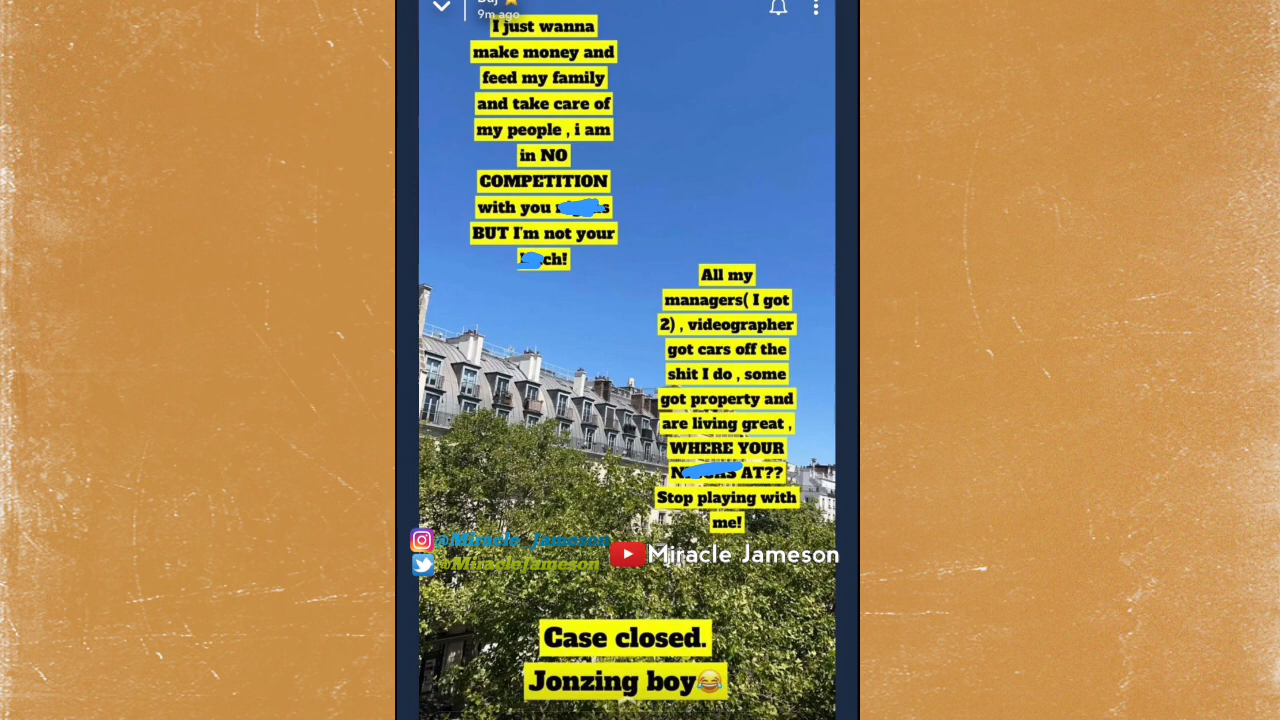 9m ago
I just wanna
make money and
feed my family
and take care of
my people , i am
in NO
COMPETITION
with you
BUT I'm not your
ch!
All my
managers( I got
2) , videographer
got cars off the
shit I do , some
got property and
are living great ,
WHERE YOUR
AT??
Stop playing with
me!
@Miracle_Jameson
@MiracleJameson
Miracle Jameson
Case closed.
Jonzing boy😂